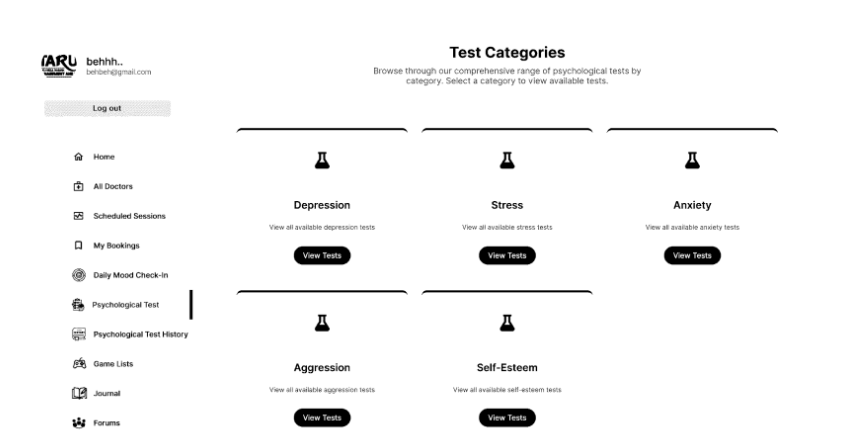 behhh..
behbeh@gmail.com
Log out
Home
All Doctors
Scheduled Sessions
My Bookings
Daily Mood Check-In
Psychological Test
Psychological Test History
Game Lists
Journal
Forums
Test Categories
Browse through our comprehensive range of psychological tests by
category. Select a category to view available tests.
Depression
View all available depression tests
View Tests
Stress
View all available stress tests
View Tests
Anxiety
View all available anxiety tests
View Tests
Aggression
View all available aggression tests
View Tests
Self-Esteem
View all available self-esteem tests
View Tests